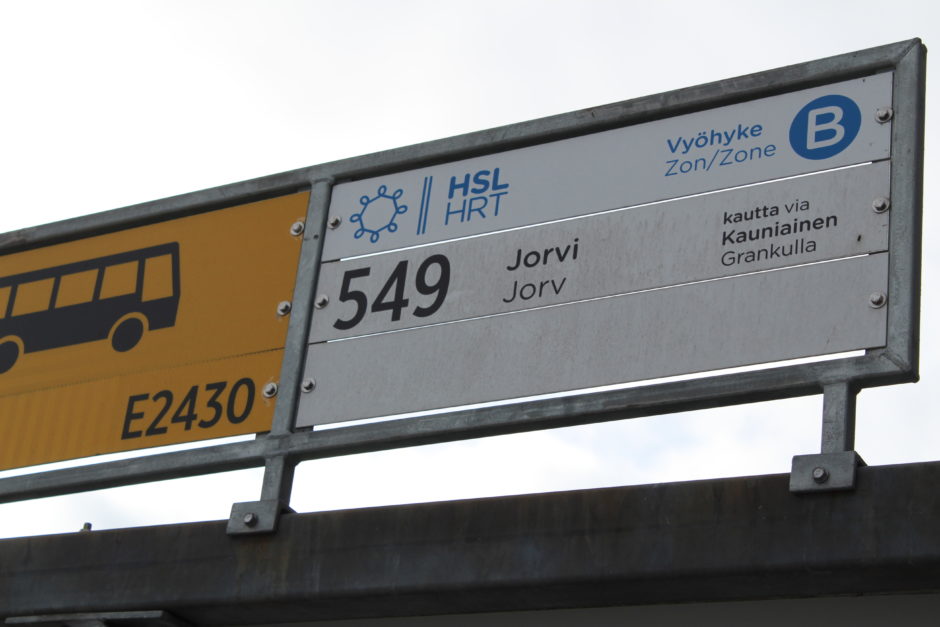 HSL
HRT
Vyöhyke
Zon/Zone
B
549
Jorvi
Jorv
kautta via
Kauniainen
Grankulla
E2430